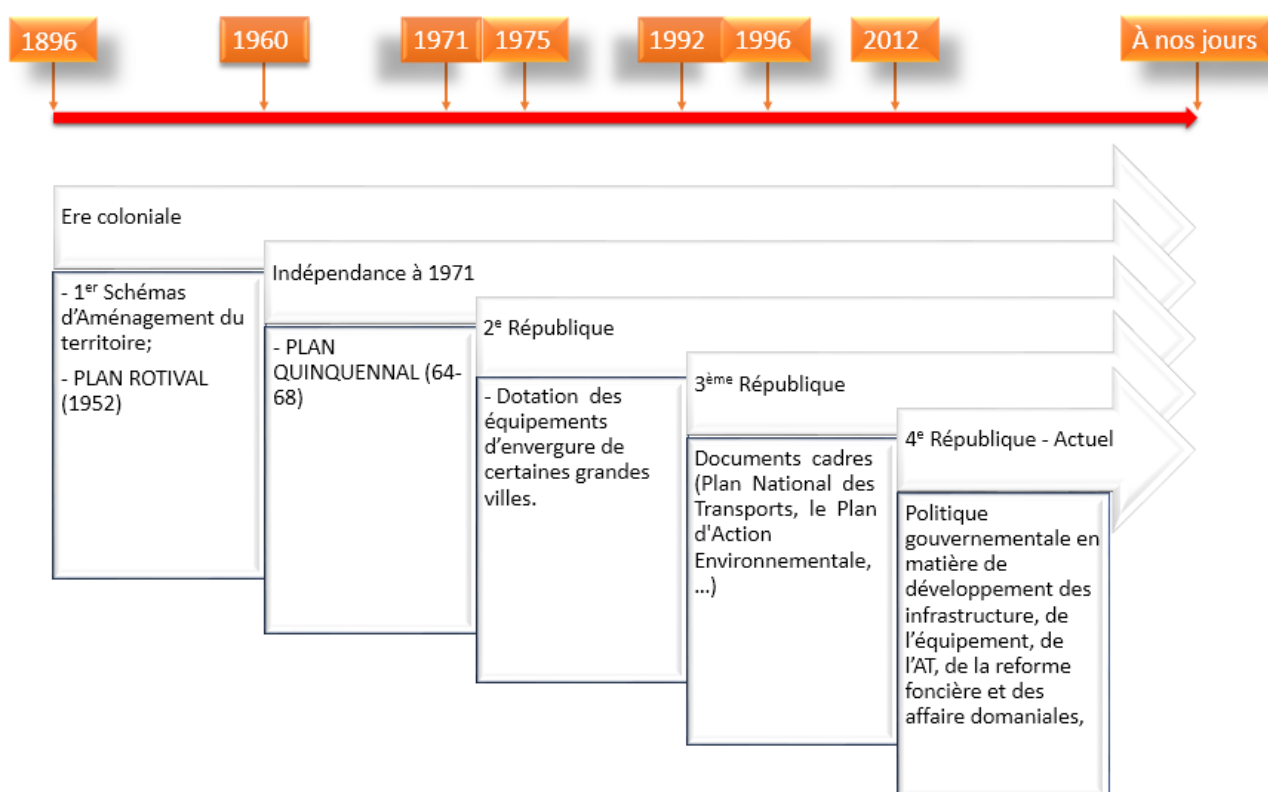 1896
1960
1971
1975
1992
1996
2012
À nos jours
Ere coloniale
- 1er Schémas
d'Aménagement du
territoire;
- PLAN ROTIVAL
(1952)
Indépendance à 1971
- PLAN
QUINQUENNAL (64-
68)
2e République
- Dotation des
équipements
d'envergure de
certaines grandes
villes.
3ème République
Documents cadres
(Plan National des
Transports, le Plan
d'Action
Environnementale,
...)
4e République - Actuel
Politique
gouvernementale en
matière de
développement des
infrastructure, de
l'équipement, de
l'AT, de la reforme
foncière et des
affaire domaniales,